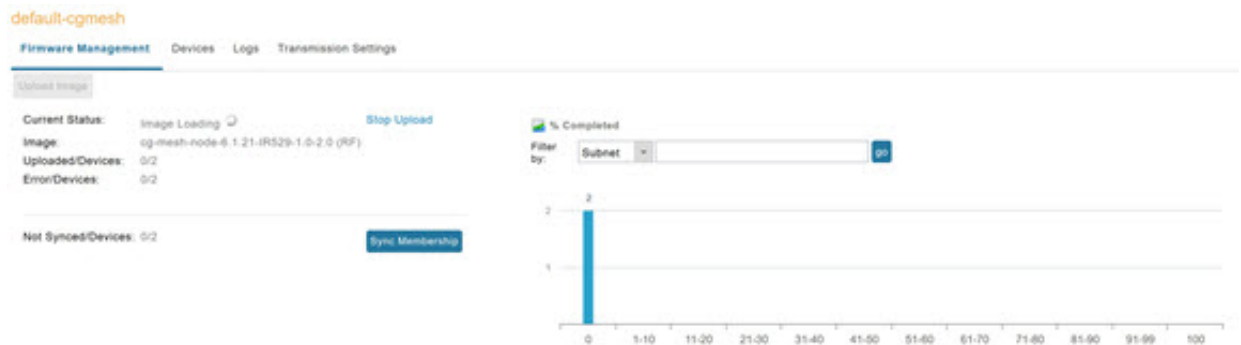 default-cgmesh
Firmware Management Devices Logs Transmission Settings
Upload Image
Current Status: Image Loading Stop Upload
Image: cg-mesh-node-6.1.21-IR529-1.0-2.0 (RF)
Uploaded/Devices: 0/2
Error/Devices: 0/2
Not Synced/Devices: 0/2 Sync Membership
% Completed
Filter by: Subnet go
2
2
1
0 1-10 11-20 21-30 31-40 41-50 51-60 61-70 71-80 81-90 91-99 100